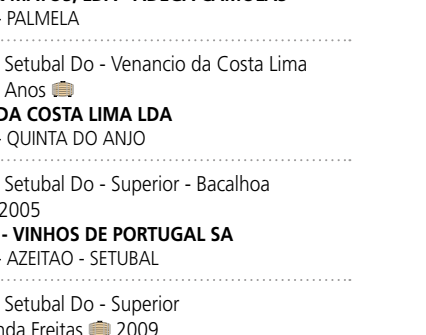 - PALMELA
Setubal Do - Venancio da Costa Lima
Anos
DA COSTA LIMA LDA
- QUINTA DO ANJO
Setubal Do - Superior - Bacalhoa
2005
- VINHOS DE PORTUGAL SA
- AZEITAO - SETUBAL
Setubal Do - Superior
Freitas 2009